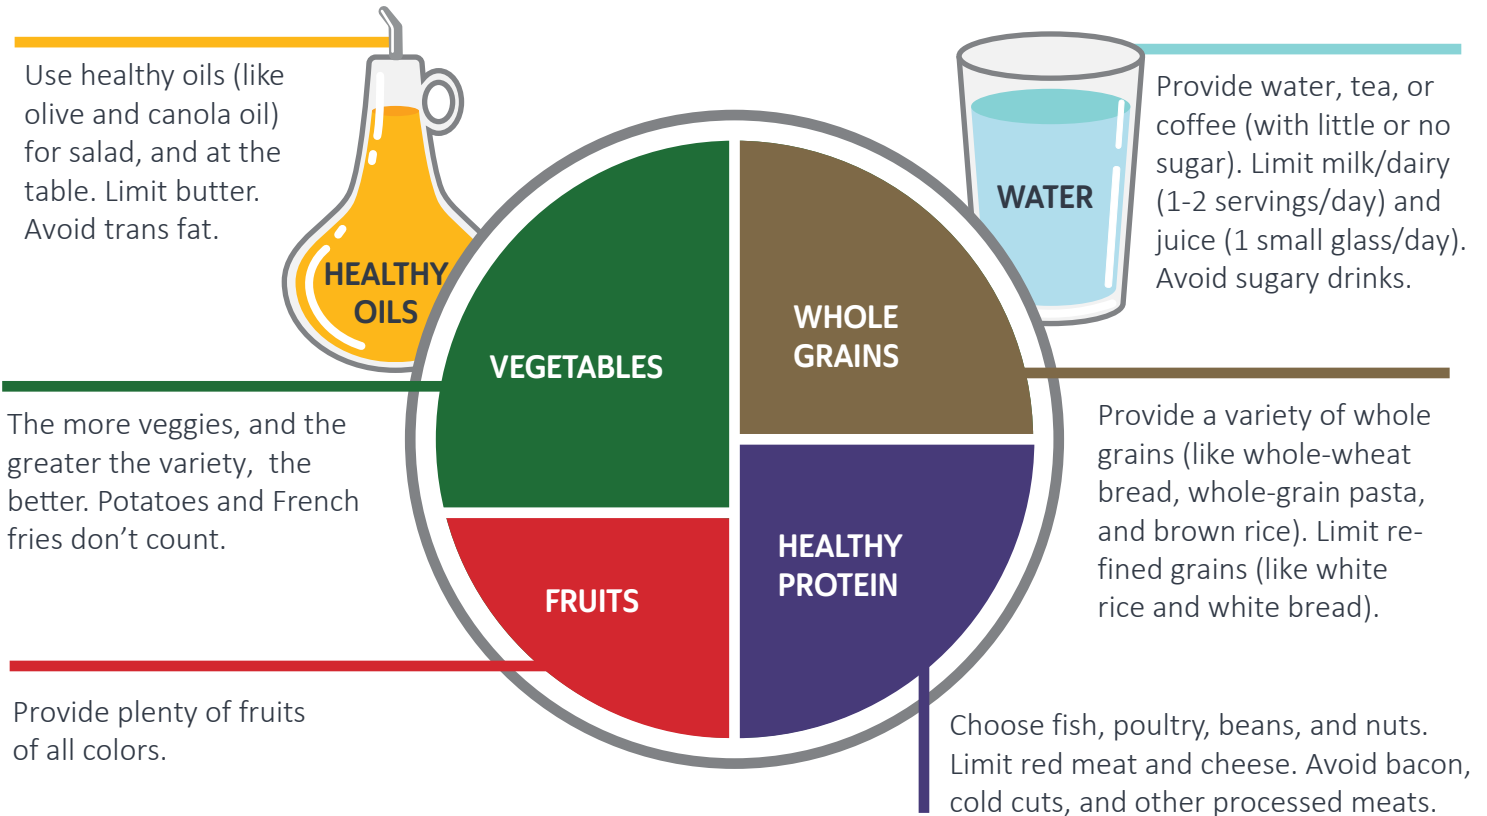 Use healthy oils (like
olive and canola oil)
for salad, and at the
table. Limit butter.
Avoid trans fat.
HEALTHY
OILS
WATER
Provide water, tea, or
coffee (with little or no
sugar). Limit milk/dairy
(1-2 servings/day) and
juice (1 small glass/day).
Avoid sugary drinks.
VEGETABLES
WHOLE
GRAINS
The more veggies, and the
greater the variety,  the
better. Potatoes and French
fries don’t count.
Provide a variety of whole
grains (like whole-wheat
bread, whole-grain pasta,
and brown rice). Limit re-
fined grains (like white
rice and white bread).
FRUITS
HEALTHY
PROTEIN
Provide plenty of fruits
of all colors.
Choose fish, poultry, beans, and nuts.
Limit red meat and cheese. Avoid bacon,
cold cuts, and other processed meats.